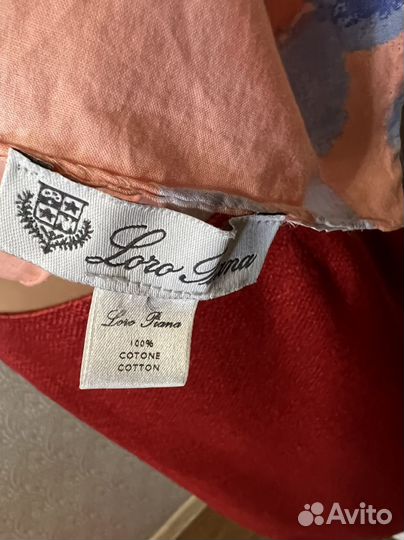 Loro Piana
Loro Piana
100%
COTONE
COTTON
Avito